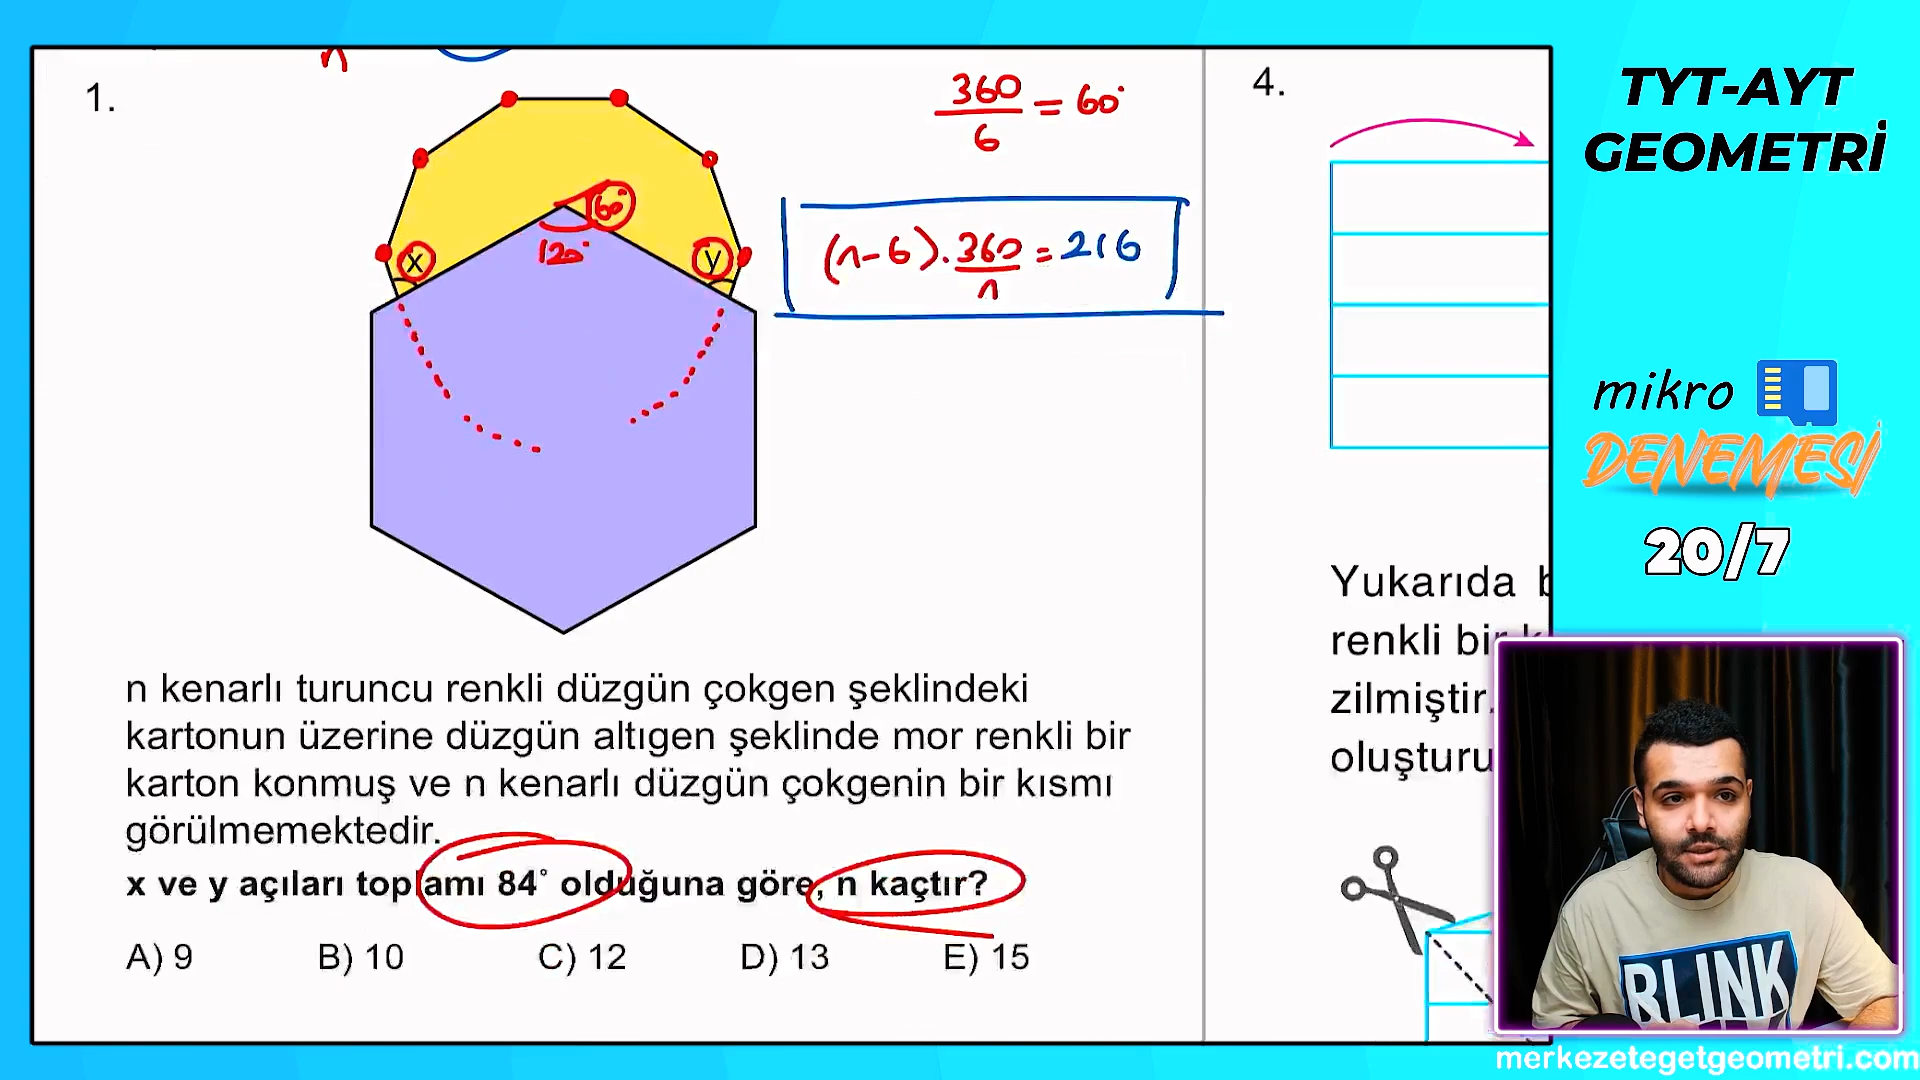 n
1.
360
6
= 60°
x
y
60°
120°
(n-6).360 = 216
n
n kenarlı turuncu renkli düzgün çokgen şeklindeki
kartonun üzerine düzgün altıgen şeklinde mor renkli bir
karton konmuş ve n kenarlı düzgün çokgenin bir kısmı
görülmemektedir.
x ve y açıları toplamı 84° olduğuna göre, n kaçtır?
A) 9 B) 10 C) 12 D) 13 E) 15
4.
Yukarıda b
renkli bir k
zilmiştir.
oluşturu
TYT-AYT
GEOMETRİ
mikro
DENEMESİ
20/7
BLINK
merkezetegetgeometri.com